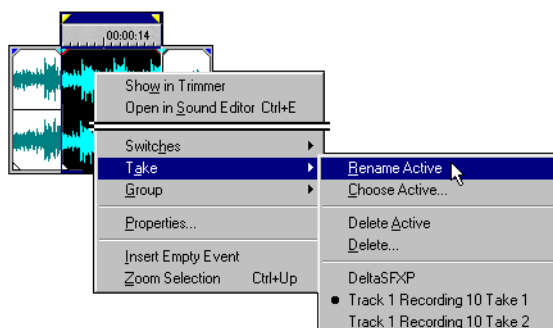 00:00:14
Show in Trimmer
Open in Sound Editor Ctrl+E
Switches
Take
Group
Properties...
Insert Empty Event
Zoom Selection Ctrl+Up
Rename Active
Choose Active...
Delete Active
Delete...
DeltaSFXP
Track 1 Recording 10 Take 1
Track 1 Recording 10 Take 2